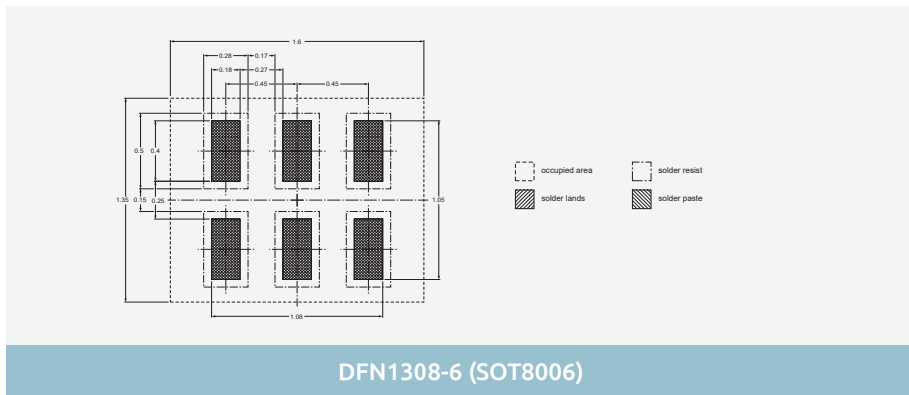 1.6
0.28 0.17
0.18 0.27
0.45 0.45
0.5 0.4
1.35 0.15 0.25 1.05
1.08
occupied area solder resist
solder lands solder paste
DFN1308-6 (SOT8006)